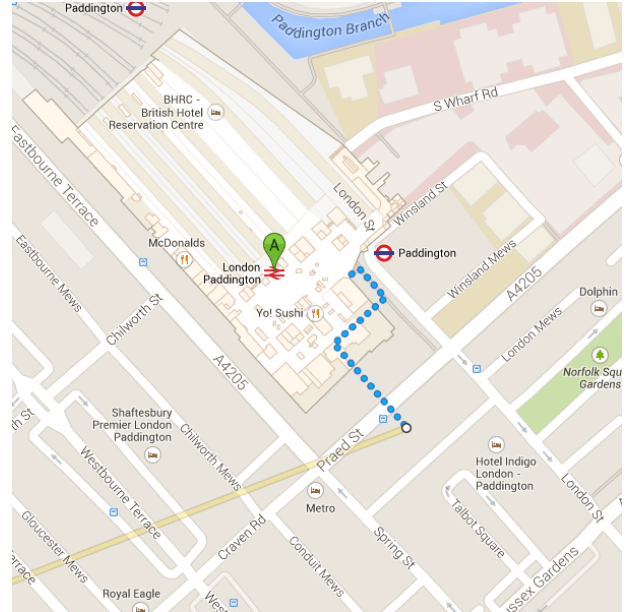 Paddington
Paddington Branch
BHRC -
British Hotel
Reservation Centre
S Wharf Rd
Eastbourne Terrace
London St
Winsland St
McDonalds
A
London
Paddington
Paddington
Winsland Mews
A4205
Eastbourne Mews
Chilworth St
Yo! Sushi
Dolphin
London Mews
Norfolk Squ
Gardens
A4205
Shaftesbury
Premier London
Paddington
Chilworth Mews
Praed St
Hotel Indigo
London -
Paddington
Westbourne Terrace
Metro
Talbot Square
London St
Craven Rd
Spring St
Gloucester Mews
Conduit Mews
ssex Gardens
Royal Eagle
West